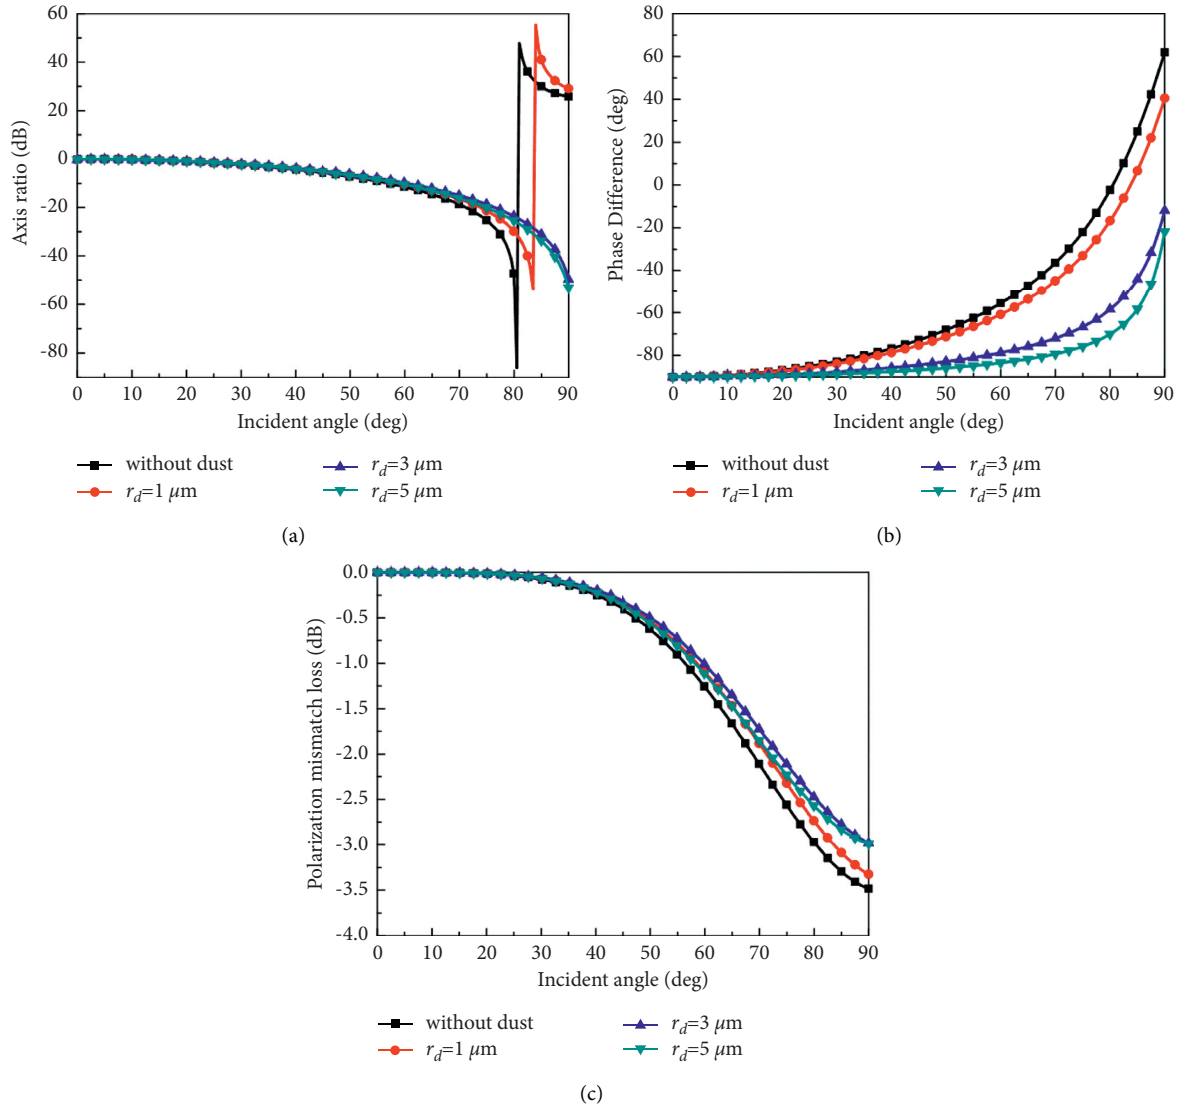 60
40
20
0
-20
-40
-60
-80
Axis ratio (dB)
0 10 20 30 40 50 60 70 80 90
Incident angle (deg)
without dust
r_d=1 μm
r_d=3 μm
r_d=5 μm
(a)
80
60
40
20
0
-20
-40
-60
-80
Phase Difference (deg)
0 10 20 30 40 50 60 70 80 90
Incident angle (deg)
without dust
r_d=1 μm
r_d=3 μm
r_d=5 μm
(b)
0.0
-0.5
-1.0
-1.5
-2.0
-2.5
-3.0
-3.5
-4.0
Polarization mismatch loss (dB)
0 10 20 30 40 50 60 70 80 90
Incident angle (deg)
without dust
r_d=1 μm
r_d=3 μm
r_d=5 μm
(c)